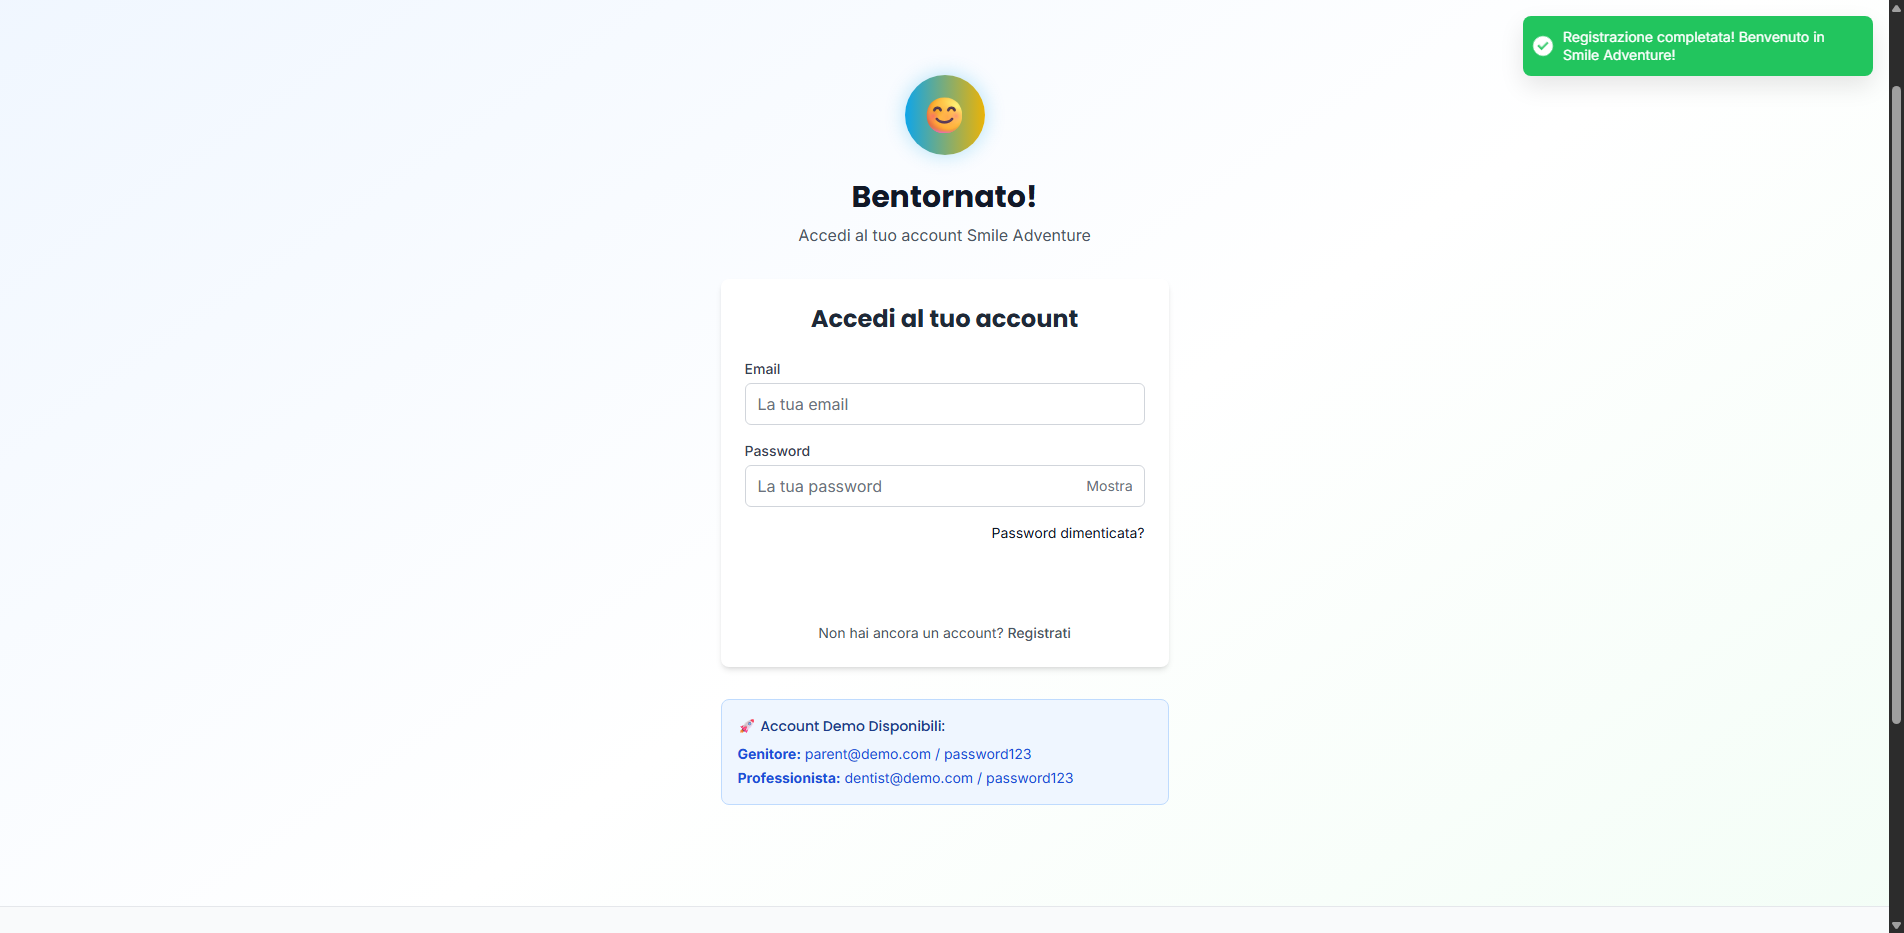 Registrazione completata! Benvenuto in
Smile Adventure!
Bentornato!
Accedi al tuo account Smile Adventure
Accedi al tuo account
Email
La tua email
Password
La tua password
Mostra
Password dimenticata?
Non hai ancora un account? Registrati
🚀 Account Demo Disponibili:
Genitore: parent@demo.com / password123
Professionista: dentist@demo.com / password123